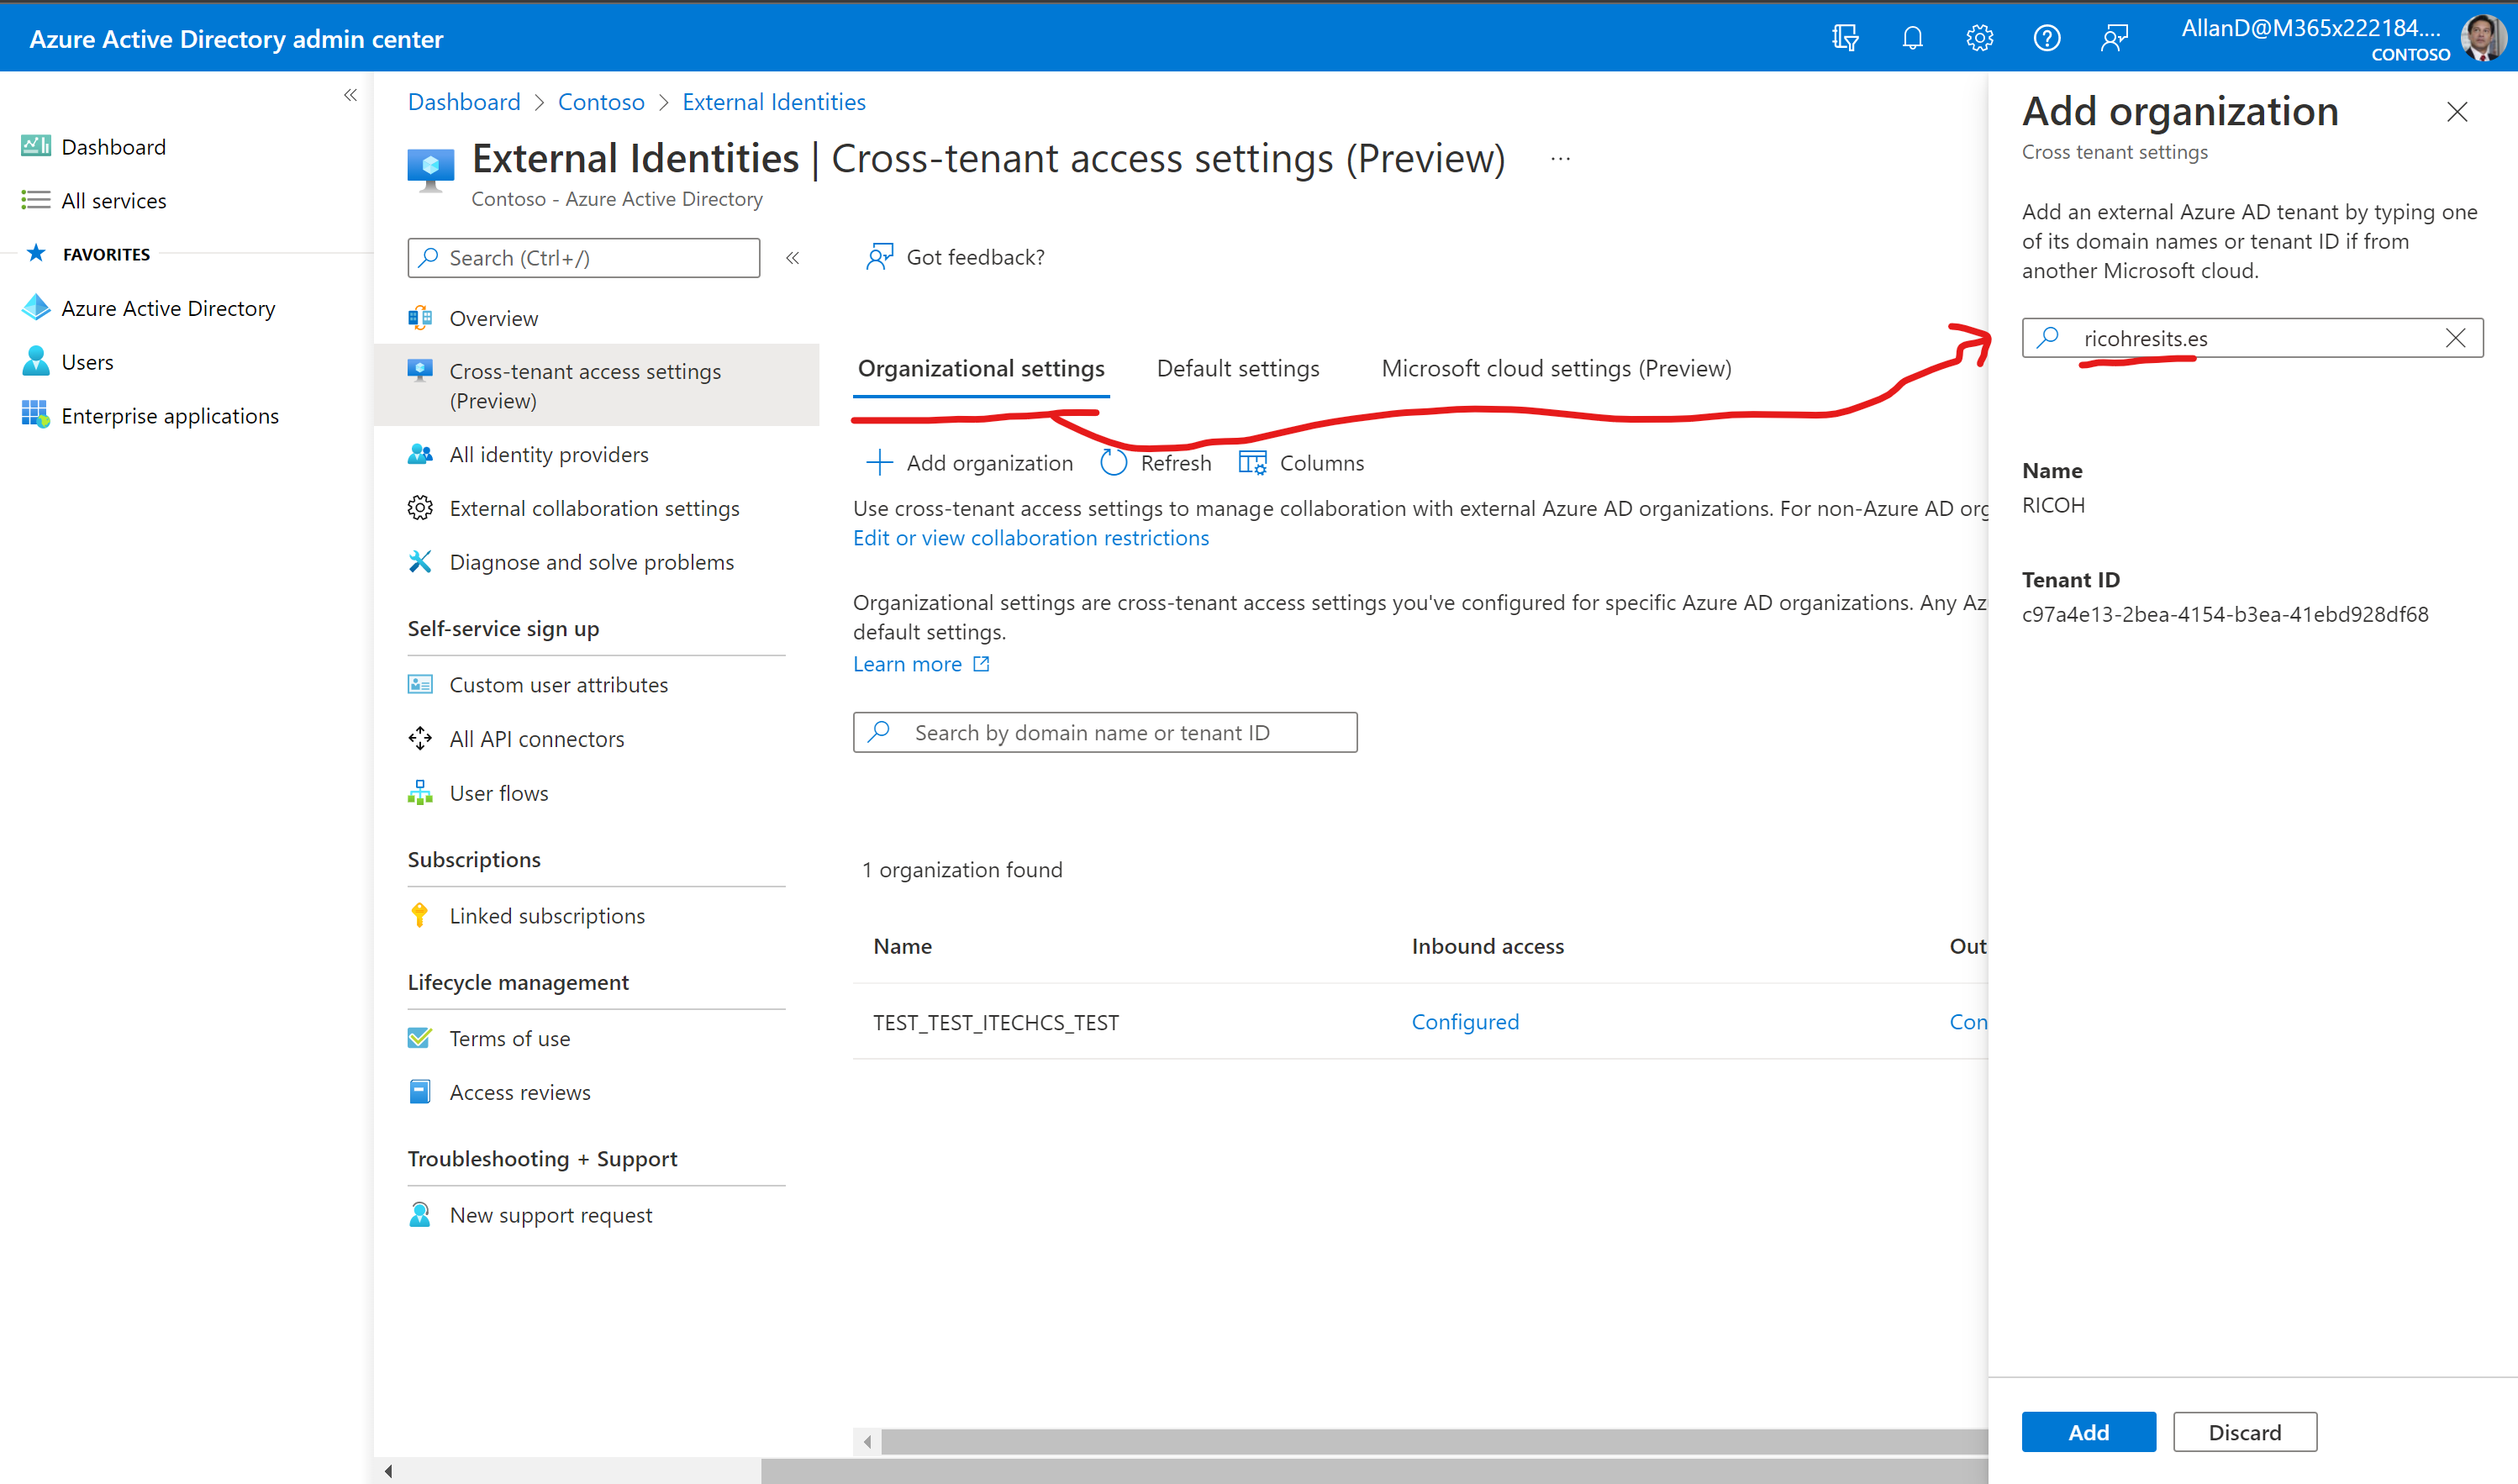 Azure Active Directory admin center
AllanD@M365x222184....
CONTOSO
Dashboard
All services
FAVORITES
Azure Active Directory
Users
Enterprise applications
Dashboard > Contoso > External Identities
External Identities | Cross-tenant access settings (Preview) ...
Contoso - Azure Active Directory
Search (Ctrl+/)
Overview
Cross-tenant access settings
(Preview)
All identity providers
External collaboration settings
Diagnose and solve problems
Self-service sign up
Custom user attributes
All API connectors
User flows
Subscriptions
Linked subscriptions
Lifecycle management
Terms of use
Access reviews
Troubleshooting + Support
New support request
Got feedback?
Organizational settings Default settings Microsoft cloud settings (Preview)
Add organization Refresh Columns
Use cross-tenant access settings to manage collaboration with external Azure AD organizations. For non-Azure AD org
Edit or view collaboration restrictions
Organizational settings are cross-tenant access settings you've configured for specific Azure AD organizations. Any Az
default settings.
Learn more
Search by domain name or tenant ID
1 organization found
Name Inbound access Out
TEST_TEST_ITECHCS_TEST Configured Con
Add organization
Cross tenant settings
Add an external Azure AD tenant by typing one
of its domain names or tenant ID if from
another Microsoft cloud.
ricohresits.es
Name
RICOH
Tenant ID
c97a4e13-2bea-4154-b3ea-41ebd928df68
Add Discard